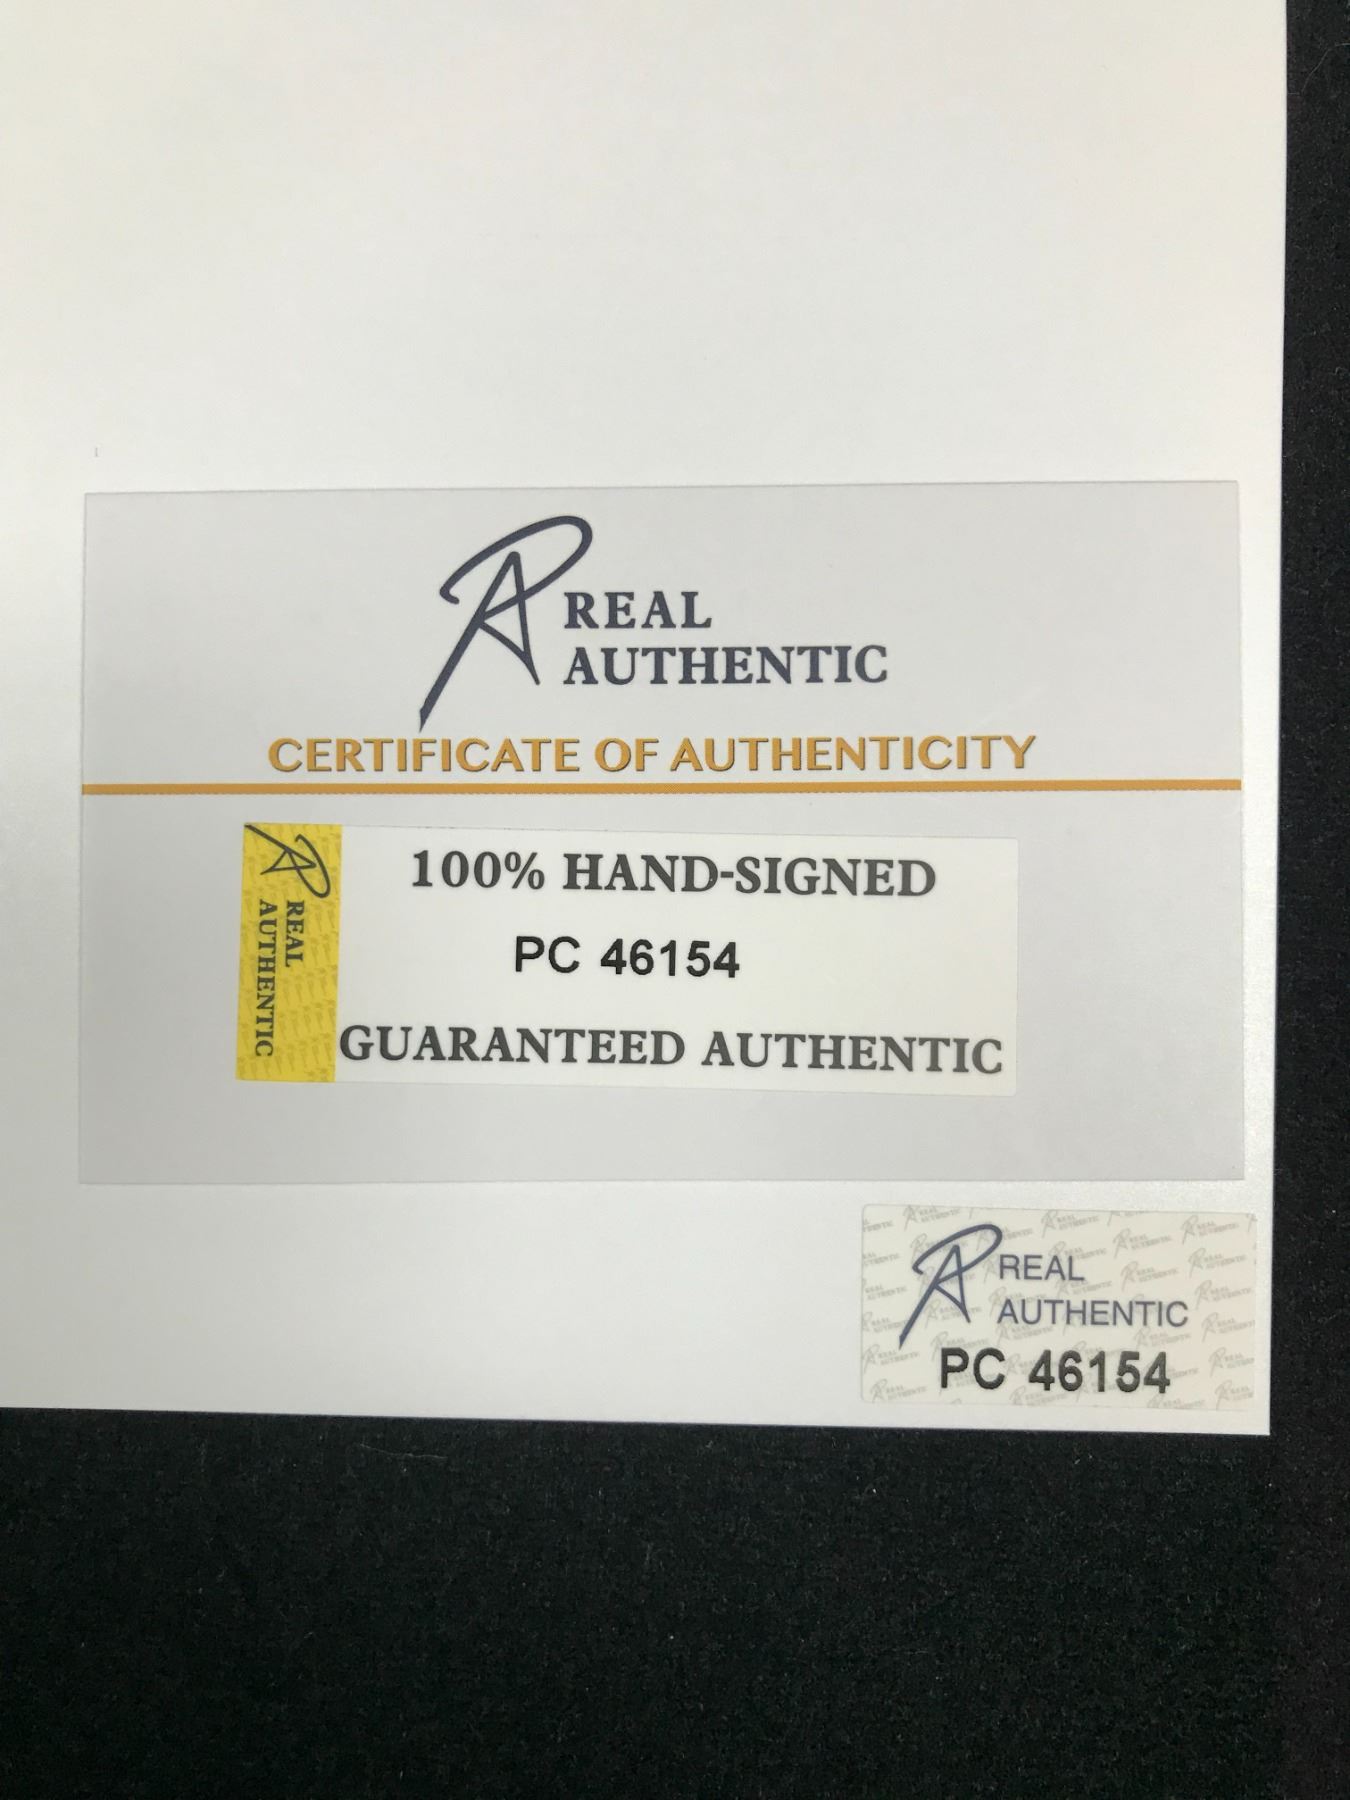 REAL
AUTHENTIC
CERTIFICATE OF AUTHENTICITY
REAL
AUTHENTIC
100% HAND-SIGNED
PC 46154
GUARANTEED AUTHENTIC
REAL
AUTHENTIC
PC 46154